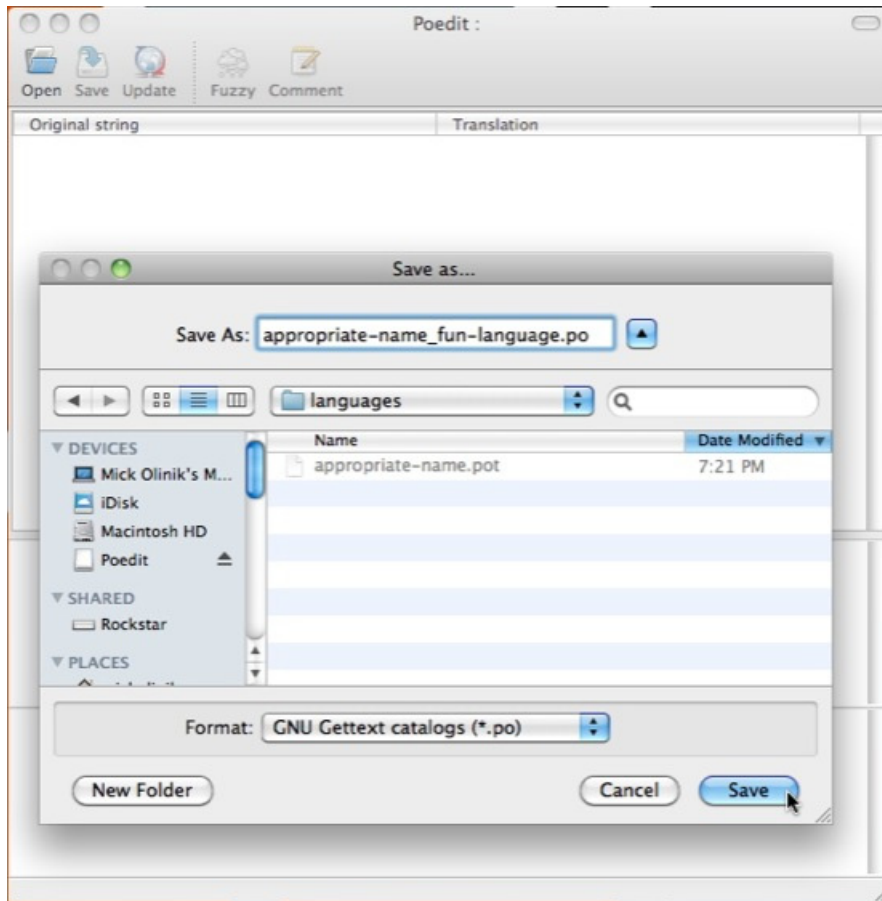 Poedit :
Open Save Update Fuzzy Comment
Original string Translation
Save as...
Save As: appropriate-name_fun-language.po
languages
Name Date Modified
DEVICES
appropriate-name.pot 7:21 PM
Mick Olinik's M...
iDisk
Macintosh HD
Poedit
SHARED
Rockstar
PLACES
Format: GNU Gettext catalogs (*.po)
New Folder Cancel Save